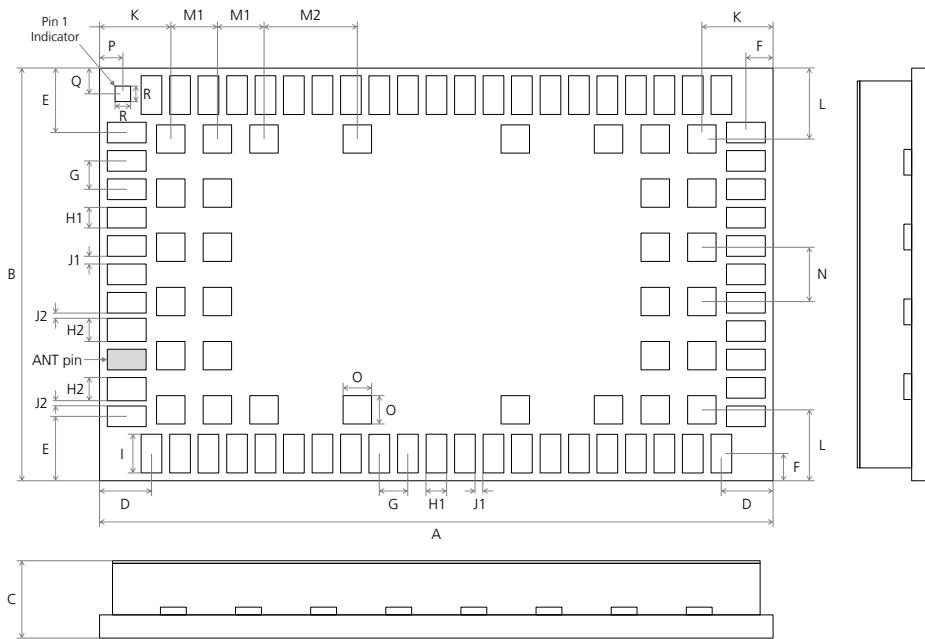 Pin 1
Indicator
K
M1
M1
M2
K
P
F
Q
E
R
R
L
G
H1
B
J1
N
J2
H2
ANT pin
H2
O
J2
O
E
I
L
F
D
G
H1
J1
D
A
C